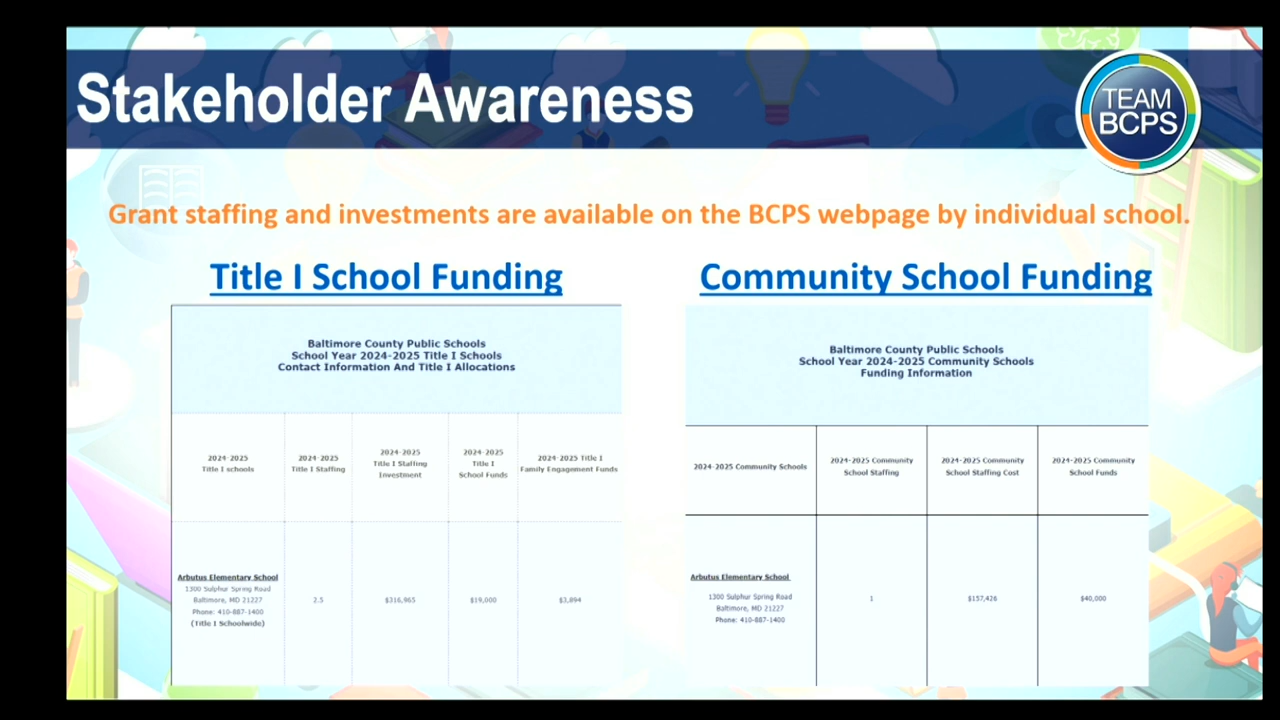 Stakeholder Awareness
TEAM
BCPS
Grant staffing and investments are available on the BCPS webpage by individual school.
Title I School Funding
Baltimore County Public Schools
School Year 2024-2025 Title I Schools
Contact Information And Title I Allocations
2024-2025
Title I schools
2024-2025
Title I Staffing
2024-2025
Title I Staffing
Investment
2024-2025
Title I
School Funds
2024-2025 Title I
Family Engagement Funds
Arbutus Elementary School
1300 Sulphur Spring Road
Baltimore, MD 21227
Phone: 410-887-1400
(Title I Schoolwide)
2.5
$316,965
$19,000
$3,894
Community School Funding
Baltimore County Public Schools
School Year 2024-2025 Community Schools
Funding Information
2024-2025 Community Schools
2024-2025 Community
School Staffing
2024-2025 Community
School Staffing Cost
2024-2025 Community
School Funds
Arbutus Elementary School
1300 Sulphur Spring Road
Baltimore, MD 21227
Phone: 410-887-1400
1
$157,426
$40,000